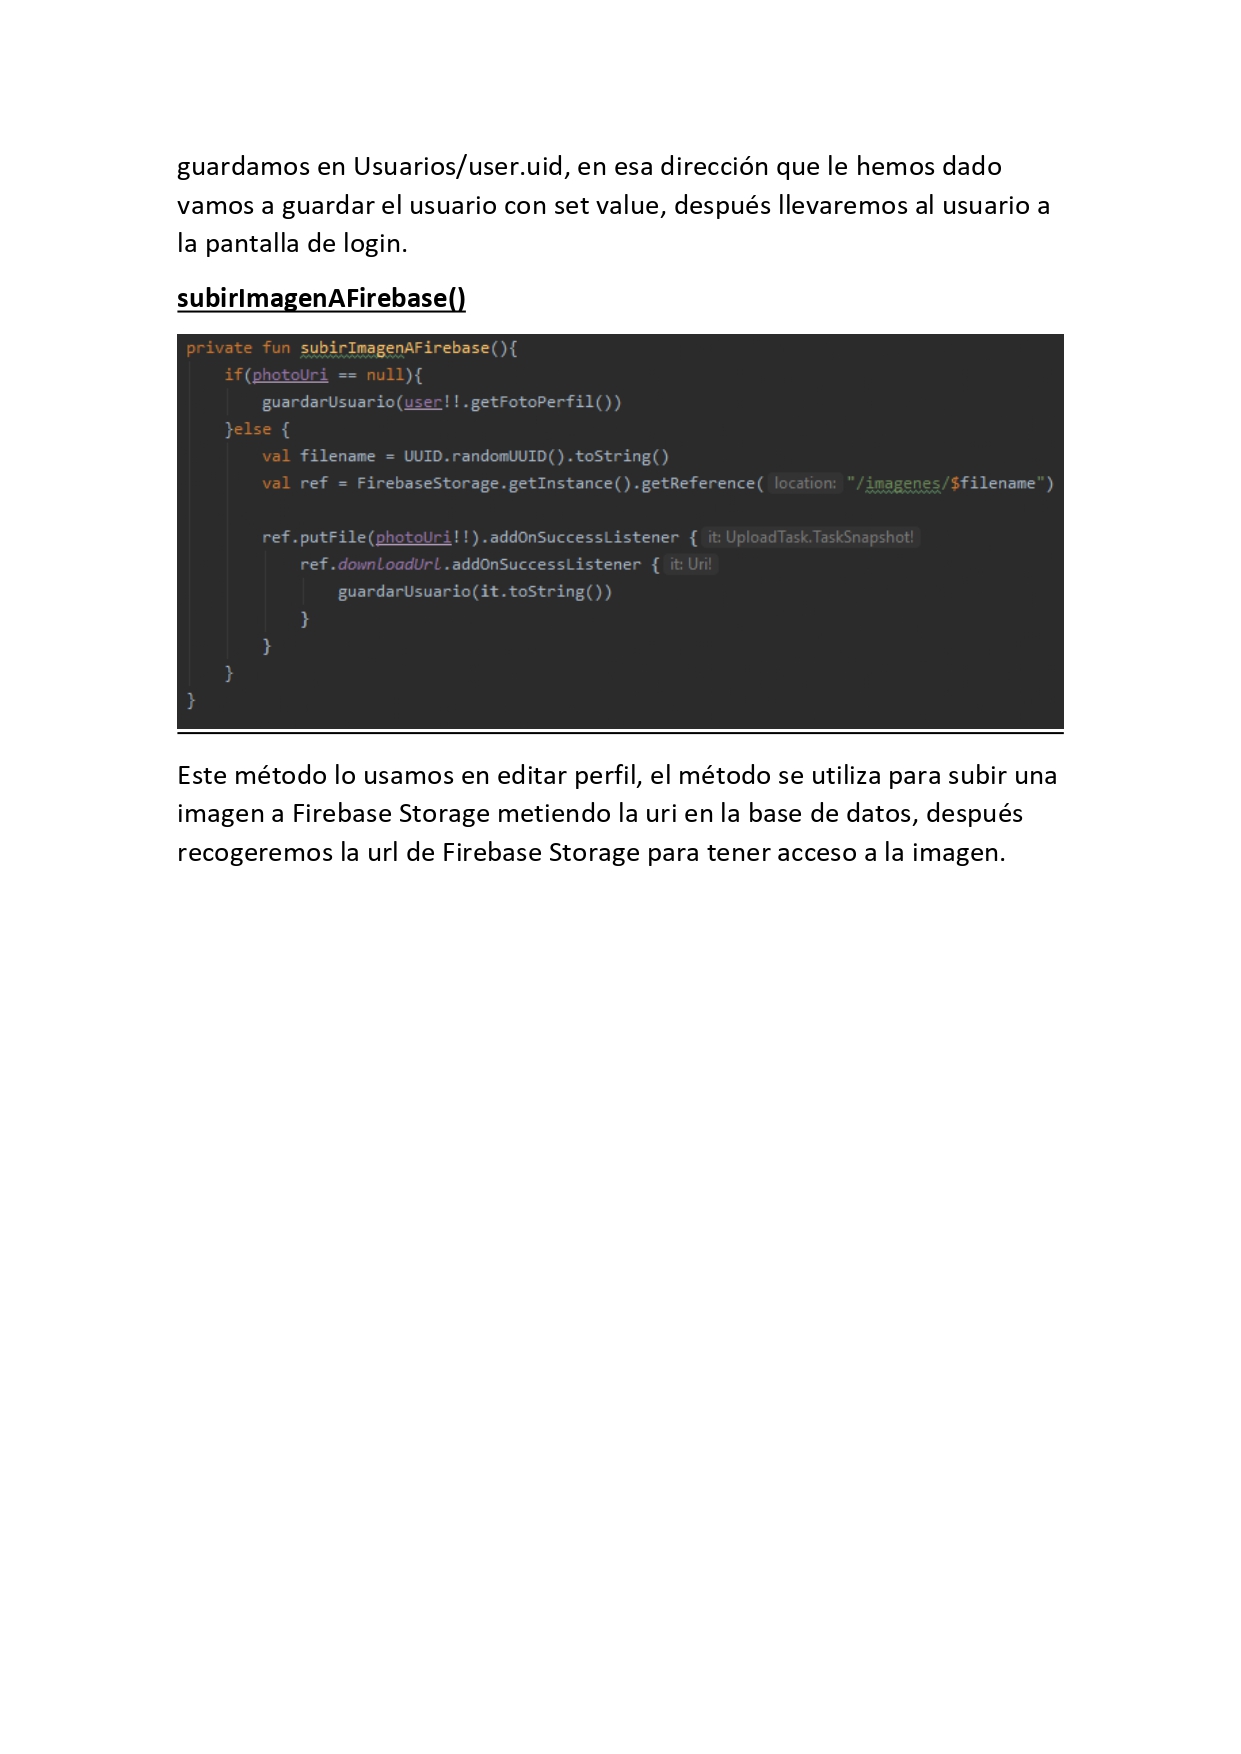 guardamos en Usuarios/user.uid, en esa dirección que le hemos dado
vamos a guardar el usuario con set value, después llevaremos al usuario a
la pantalla de login.
subirImagenAFirebase()
private fun subirImagenAFirebase(){
    if(photoUri == null){
        guardarUsuario(user!!.getFotoPerfil())
    }else {
        val filename = UUID.randomUUID().toString()
        val ref = FirebaseStorage.getInstance().getReference( location: "/imagenes/$filename")
        ref.putFile(photoUri!!).addOnSuccessListener { it: UploadTask.TaskSnapshot!
            ref.downloadUrl.addOnSuccessListener { it: Uri!
                guardarUsuario(it.toString())
            }
        }
    }
}
Este método lo usamos en editar perfil, el método se utiliza para subir una
imagen a Firebase Storage metiendo la uri en la base de datos, después
recogeremos la url de Firebase Storage para tener acceso a la imagen.